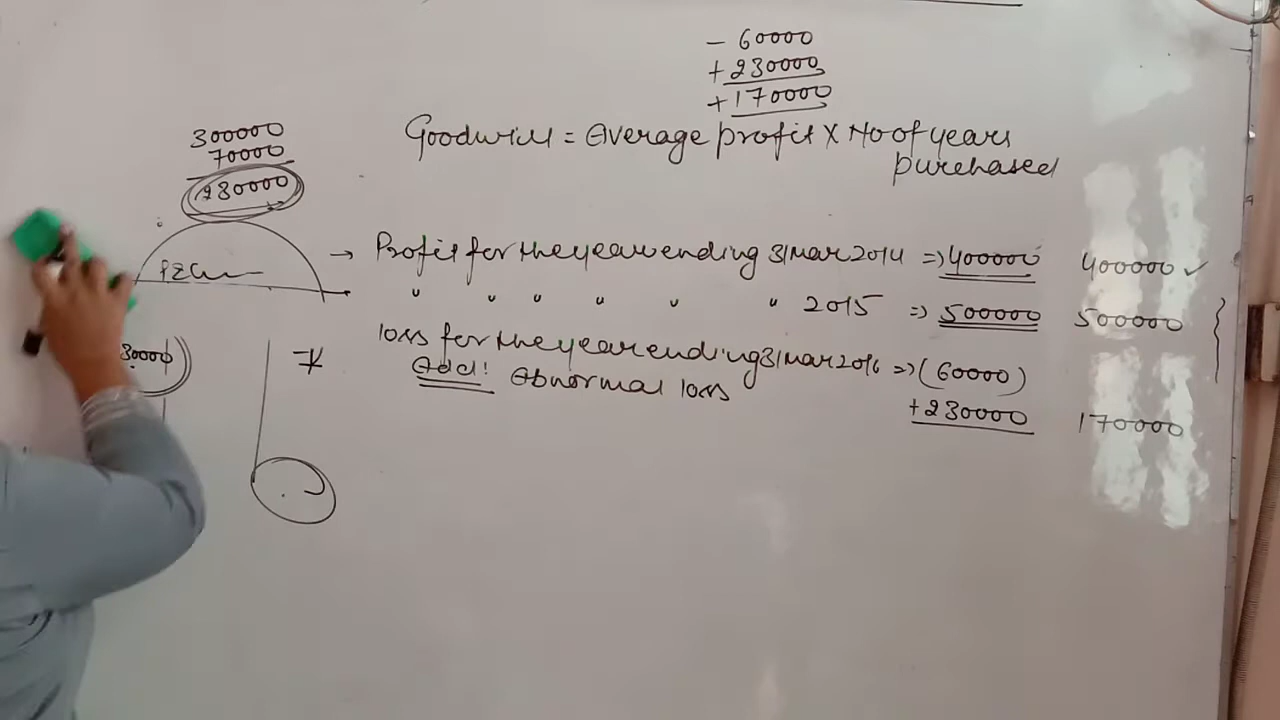 - 60000
+ 230000
+ 170000
300000
70000
230000
Goodwill = Average profit X No of years
purchased
→ Profit for the year ending 31 Mar 2014 => 400000 400000 ✓
" " " " " " 2015 => 500000 500000
loss for the year ending 31 Mar 2016 => (60000)
Add: Abnormal loss
+ 230000 170000